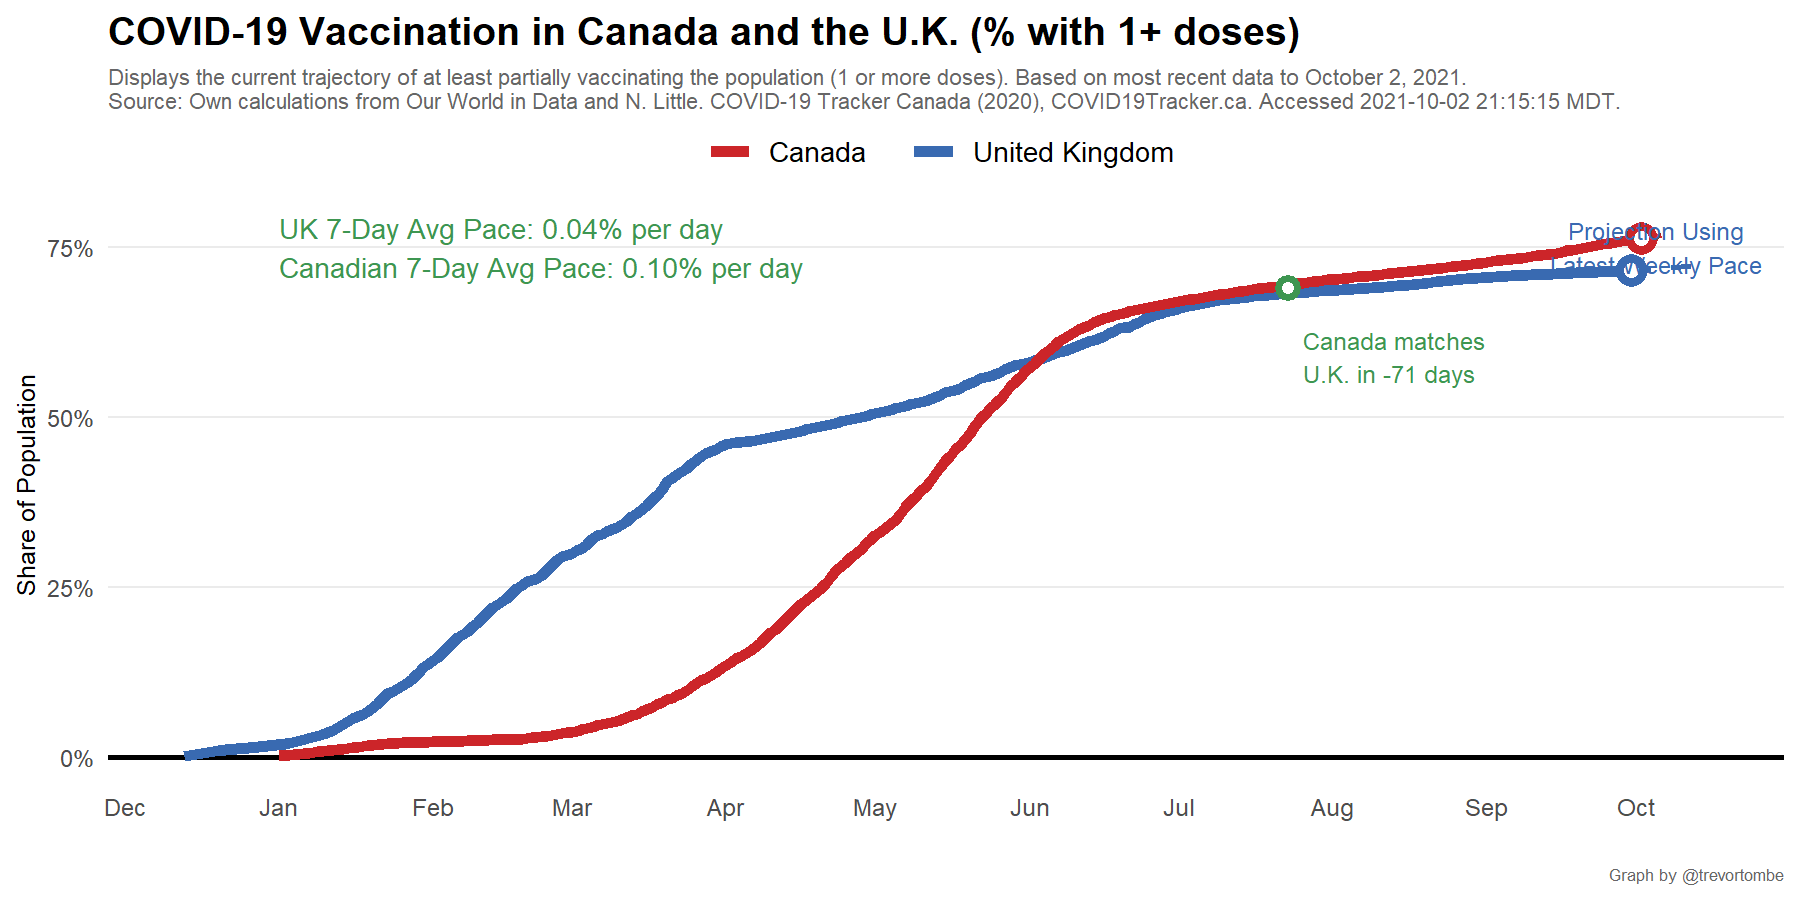 COVID-19 Vaccination in Canada and the U.K. (% with 1+ doses)
Displays the current trajectory of at least partially vaccinating the population (1 or more doses). Based on most recent data to October 2, 2021.
Source: Own calculations from Our World in Data and N. Little. COVID-19 Tracker Canada (2020), COVID19Tracker.ca. Accessed 2021-10-02 21:15:15 MDT.
Canada United Kingdom
UK 7-Day Avg Pace: 0.04% per day
Canadian 7-Day Avg Pace: 0.10% per day
Projection Using
Latest Weekly Pace
Canada matches
U.K. in -71 days
Share of Population
75%
50%
25%
0%
Dec Jan Feb Mar Apr May Jun Jul Aug Sep Oct
Graph by @trevortombe